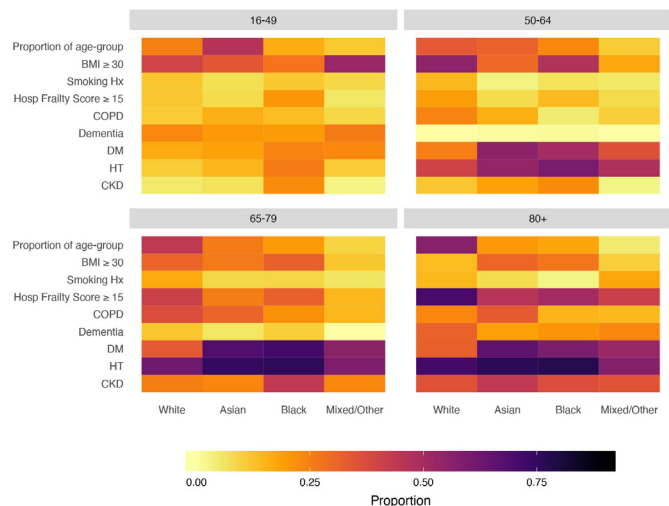 16-49
50-64
Proportion of age-group
BMI ≥ 30
Smoking Hx
Hosp Frailty Score ≥ 15
COPD
Dementia
DM
HT
CKD
65-79
80+
Proportion of age-group
BMI ≥ 30
Smoking Hx
Hosp Frailty Score ≥ 15
COPD
Dementia
DM
HT
CKD
White Asian Black Mixed/Other White Asian Black Mixed/Other
0.00 0.25 0.50 0.75
Proportion